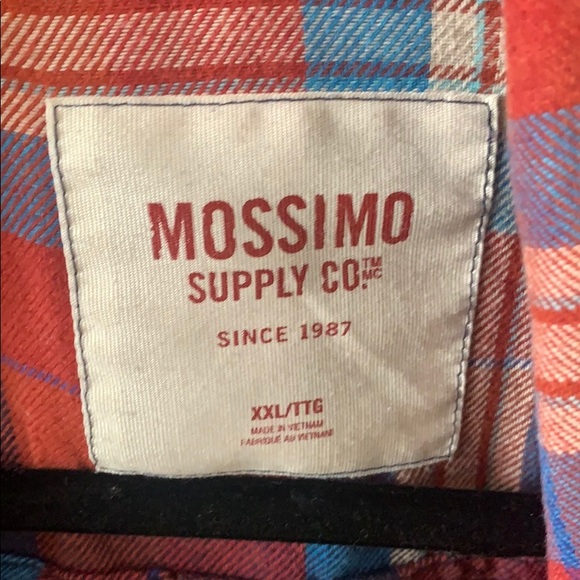 MOSSIMO
SUPPLY CO.™ MC
SINCE 1987
XXL/TTG
MADE IN VIETNAM
FABRIQUÉ AU VIETNAM